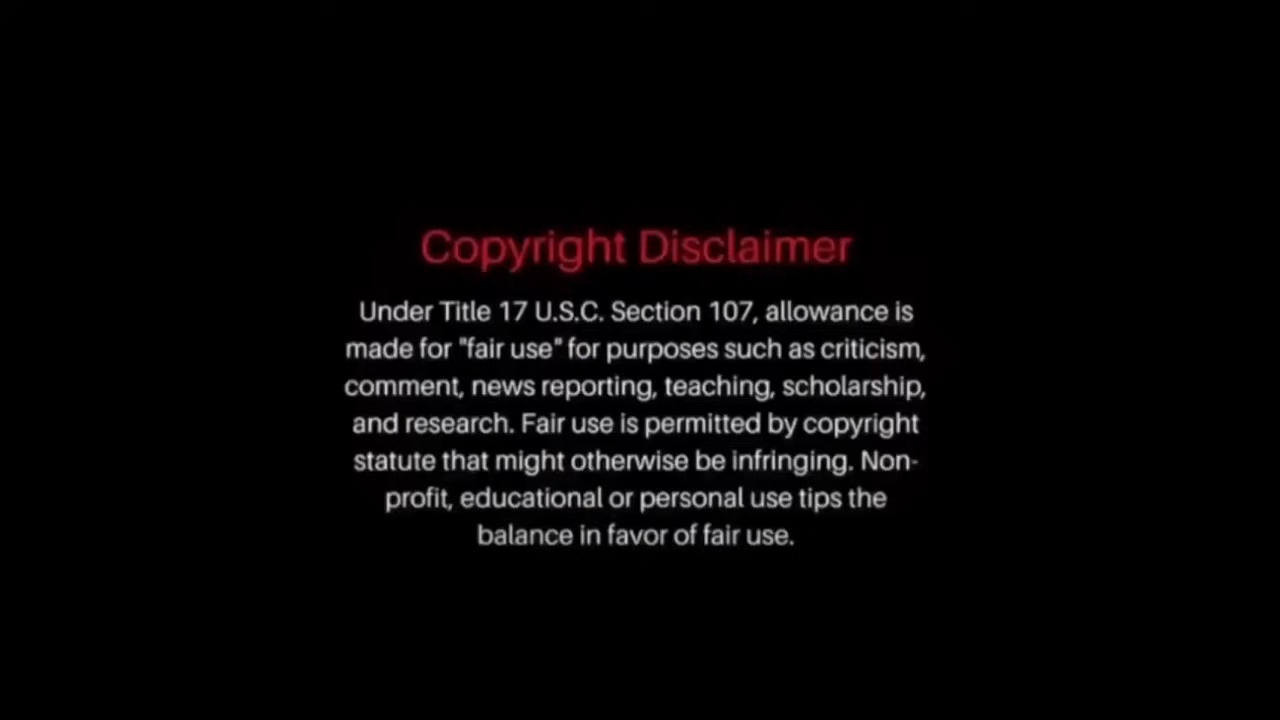 Copyright Disclaimer
Under Title 17 U.S.C. Section 107, allowance is
made for "fair use" for purposes such as criticism,
comment, news reporting, teaching, scholarship,
and research. Fair use is permitted by copyright
statute that might otherwise be infringing. Non-
profit, educational or personal use tips the
balance in favor of fair use.